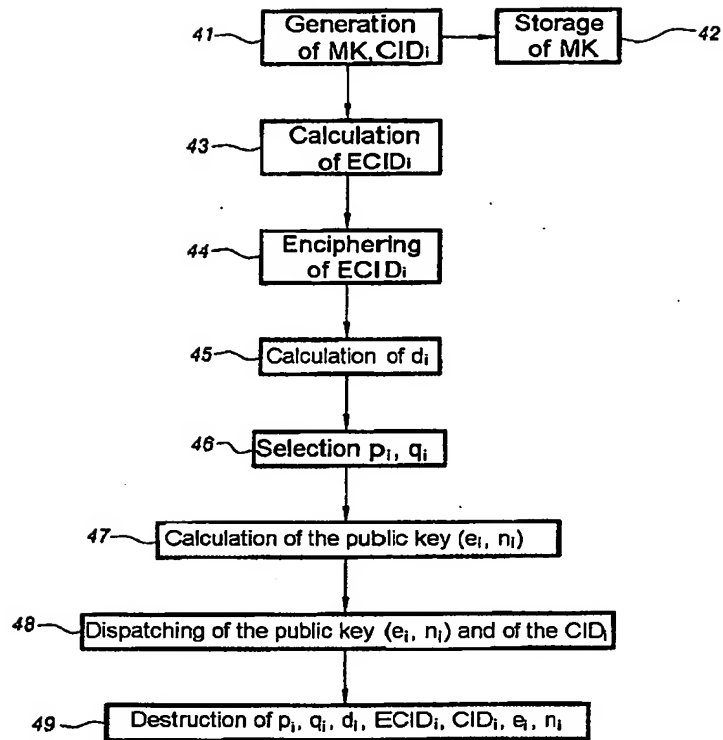 41
Generation
of MK, CIDi
Storage
of MK
42
43
Calculation
of ECIDi
44
Enciphering
of ECIDi
45
Calculation of di
46
Selection pi, qi
47
Calculation of the public key (ei, ni)
48
Dispatching of the public key (ei, ni) and of the CIDi
49
Destruction of pi, qi, di, ECIDi, CIDi, ei, ni